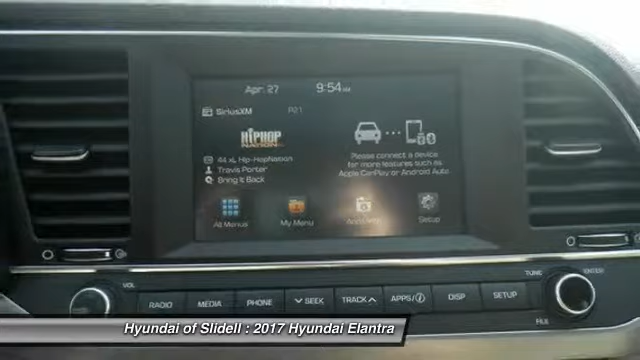 Apr. 27 9:54 AM
SiriusXM P21
HIPHOP
NATION
44 XL Hip-HopNation
Travis Porter
Bring It Back
Please connect a device
for more features such as
Apple CarPlay or Android Auto.
All Menus My Menu Setup
VOL TUNE
RADIO MEDIA PHONE SEEK TRACK APPS/i DISP SETUP
FILE
Hyundai of Slidell : 2017 Hyundai Elantra